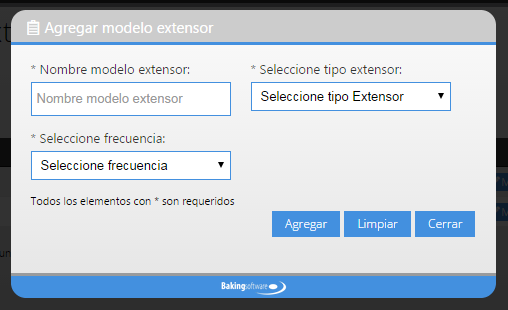 Agregar modelo extensor
* Nombre modelo extensor:
* Seleccione tipo extensor:
Nombre modelo extensor
Seleccione tipo Extensor
* Seleccione frecuencia:
Seleccione frecuencia
Todos los elementos con * son requeridos
Agregar
Limpiar
Cerrar
Bakingsoftware